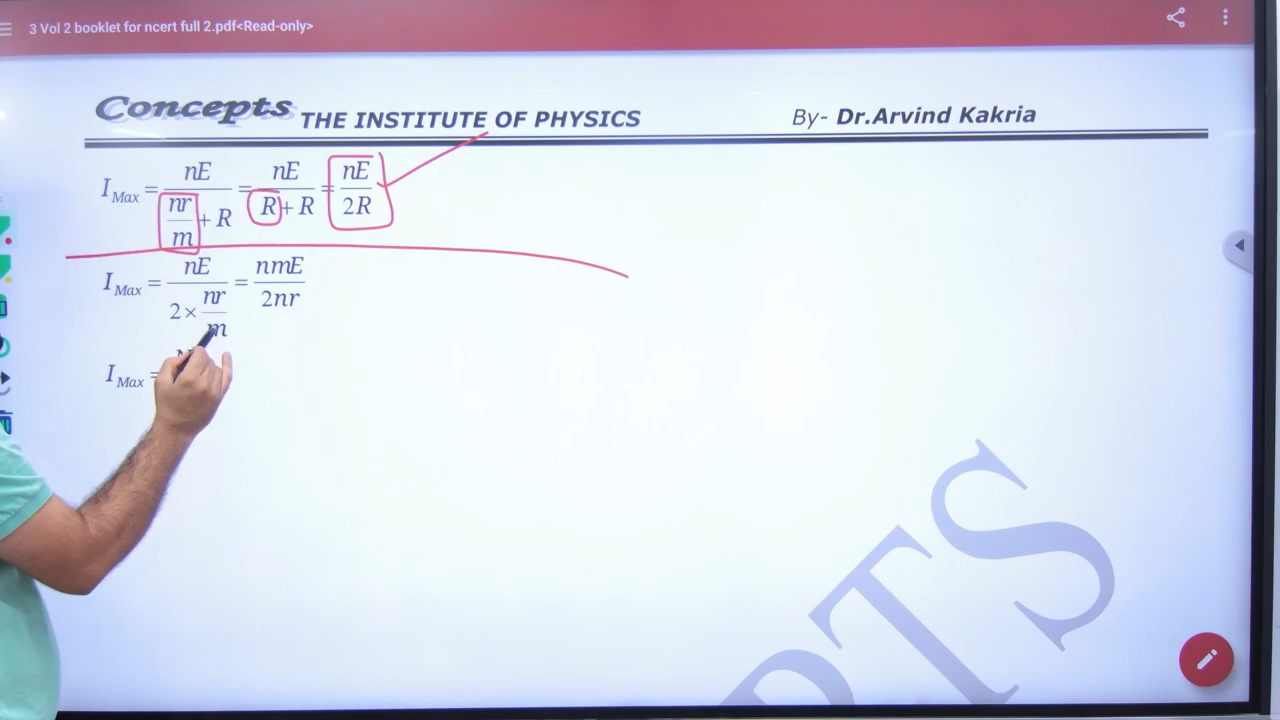 3 Vol 2 booklet for ncert full 2.pdf<Read-only>
Concepts THE INSTITUTE OF PHYSICS By- Dr.Arvind Kakria
I_Max = nE / (nr/m + R) = nE / (R + R) = nE / 2R
I_Max = nE / (2 × nr/m) = nmE / 2nr
I_Max =
PTS